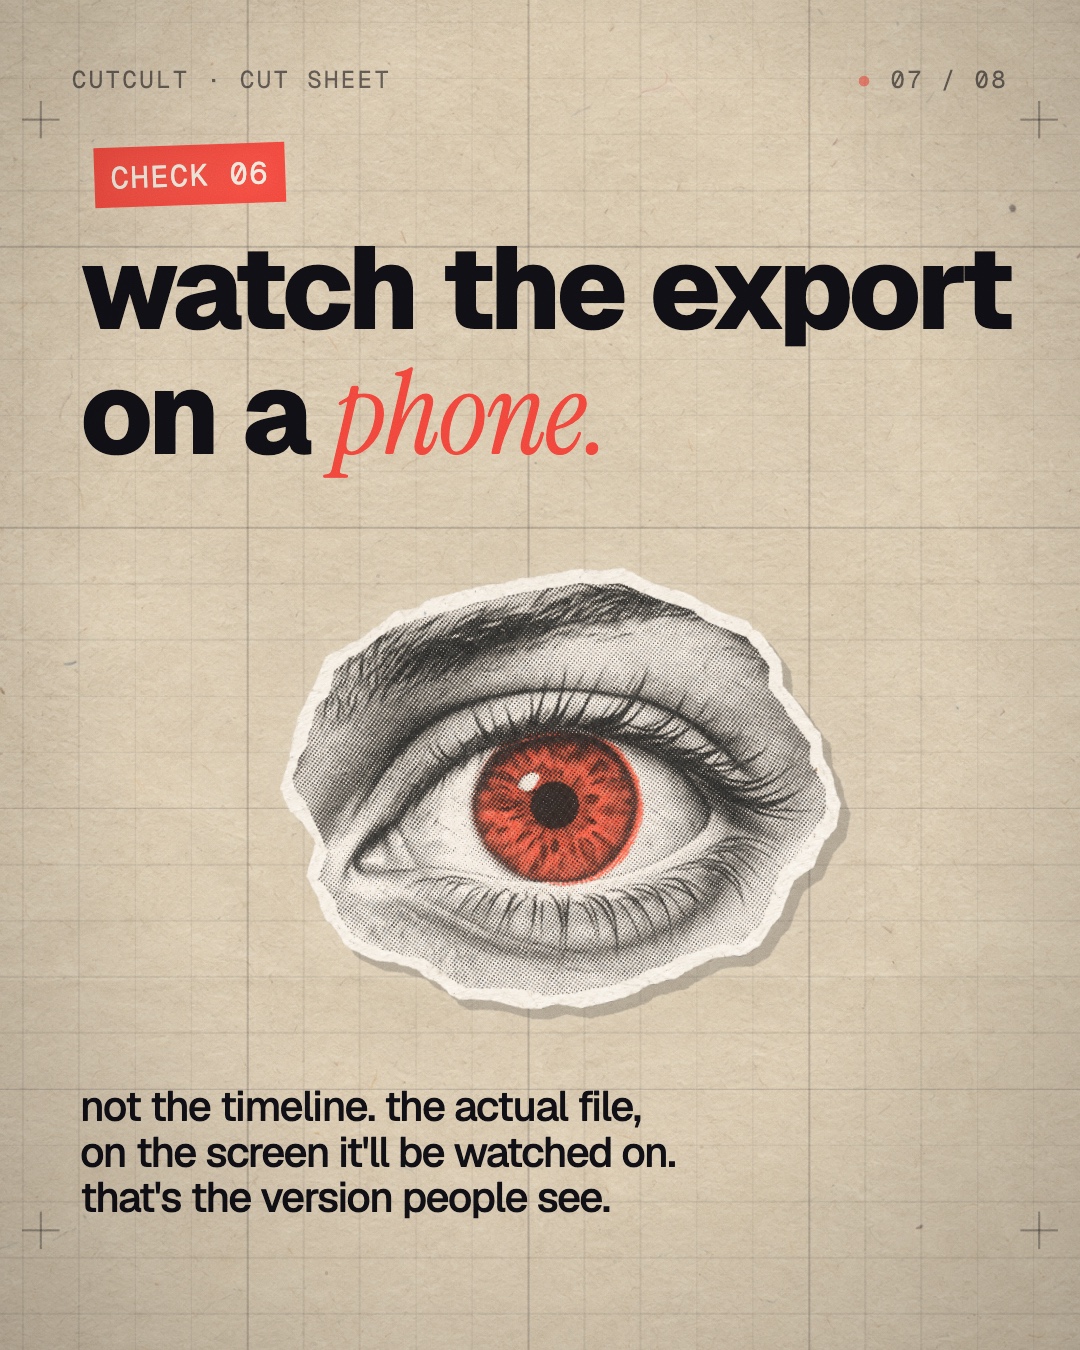 CUTCULT · CUT SHEET
07 / 08
CHECK 06
watch the export
on a phone.
not the timeline. the actual file,
on the screen it'll be watched on.
that's the version people see.